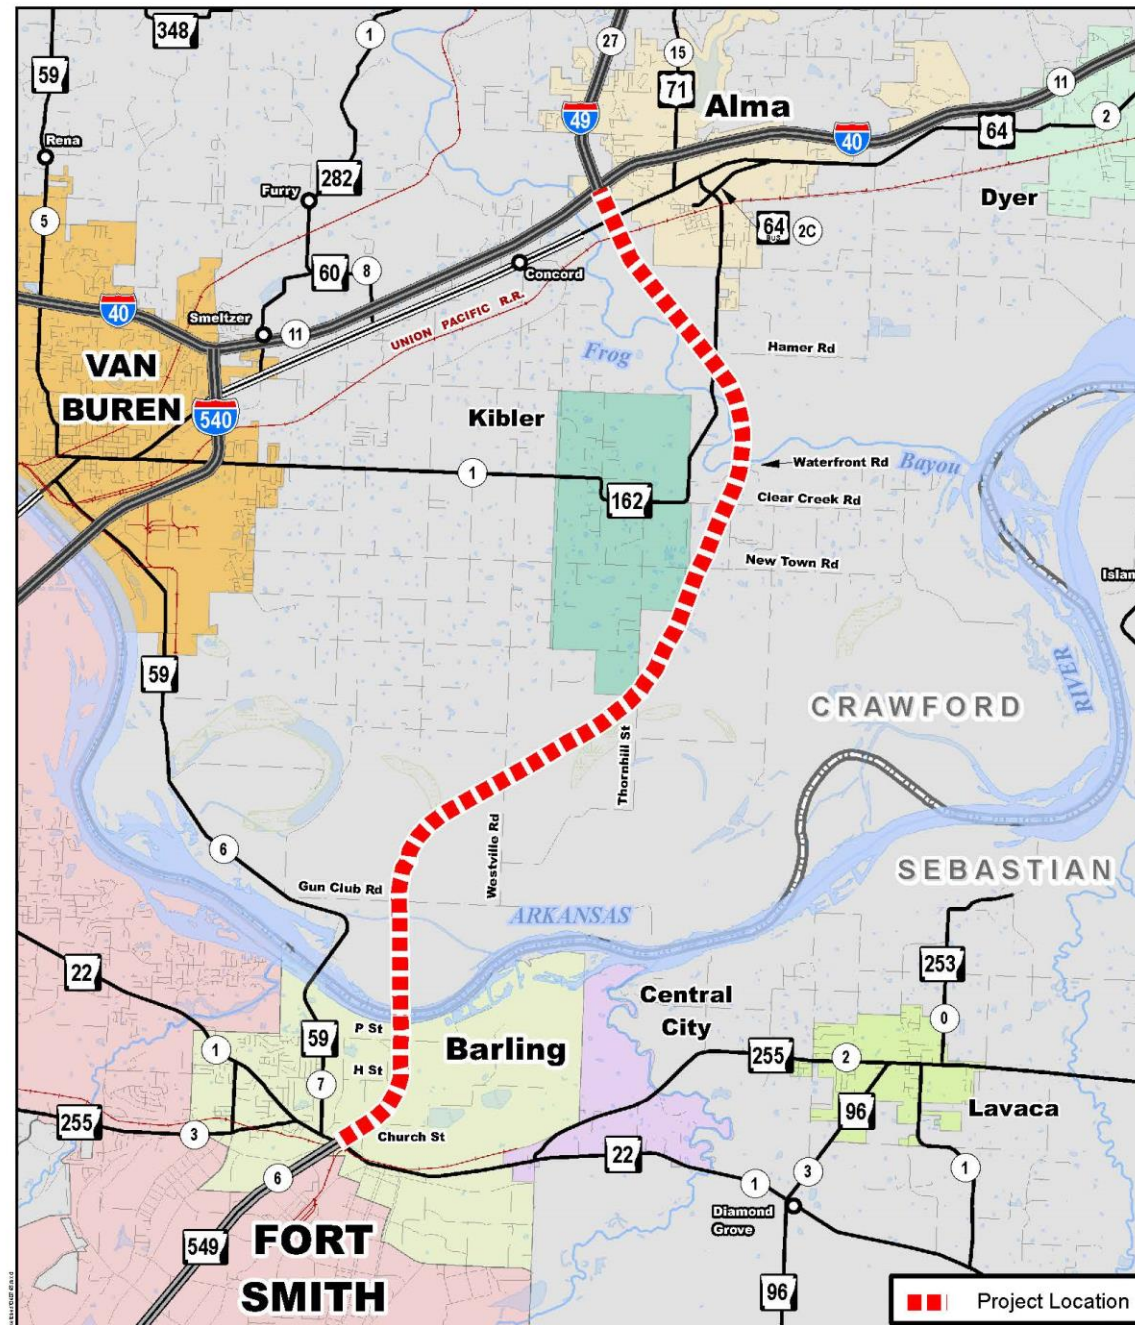 348
1
27
15
59
71
Alma
11
49
40
64
2
Rena
Furry
282
Dyer
5
64
BUS
2C
60
8
Concord
40
Smeltzer
11
UNION PACIFIC R.R.
VAN
BUREN
Frog
Hamer Rd
540
Kibler
1
162
Waterfront Rd
Bayou
Clear Creek Rd
New Town Rd
Islan
59
RIVER
CRAWFORD
Thornhill St
6
Westville Rd
SEBASTIAN
Gun Club Rd
ARKANSAS
22
253
Central
City
P St
59
0
1
Barling
255
2
H St
7
255
3
96
Lavaca
Church St
22
6
1
3
1
Diamond
Grove
549
FORT
SMITH
96
Project Location